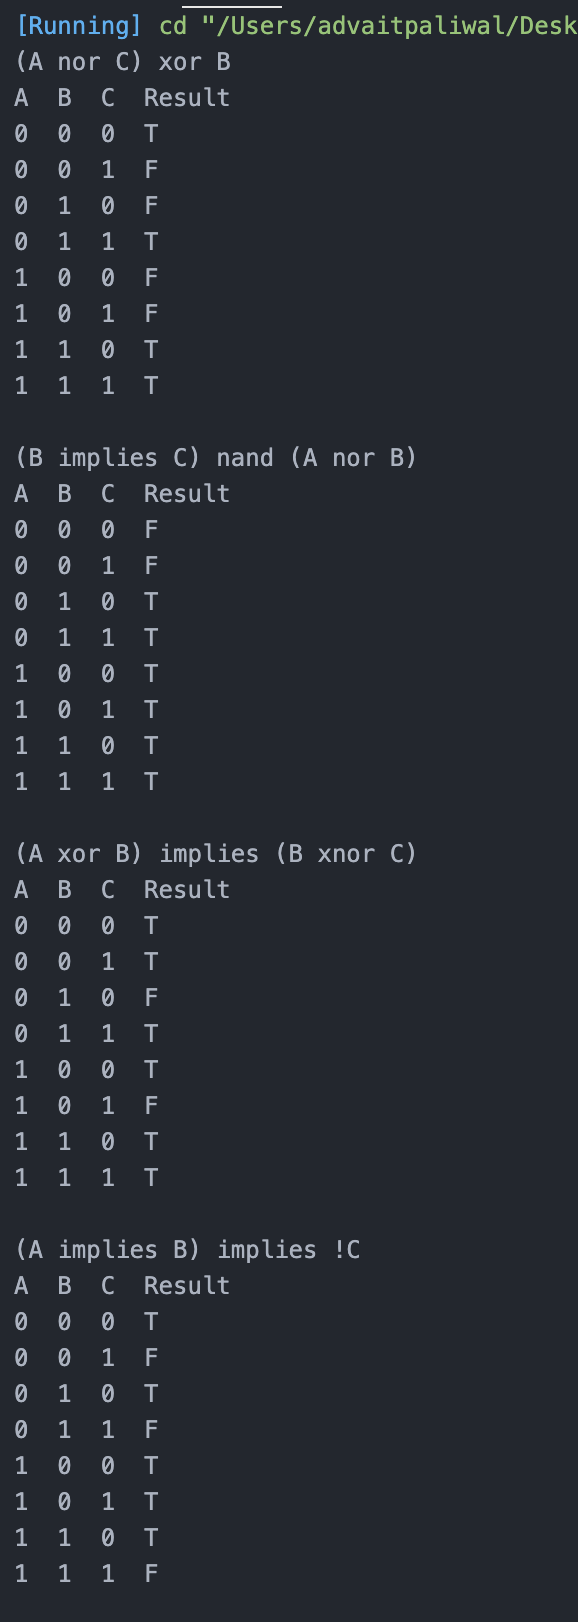 [Running] cd "/Users/advaitpaliwal/Desk
(A nor C) xor B
A  B  C  Result
0  0  0  T
0  0  1  F
0  1  0  F
0  1  1  T
1  0  0  F
1  0  1  F
1  1  0  T
1  1  1  T

(B implies C) nand (A nor B)
A  B  C  Result
0  0  0  F
0  0  1  F
0  1  0  T
0  1  1  T
1  0  0  T
1  0  1  T
1  1  0  T
1  1  1  T

(A xor B) implies (B xnor C)
A  B  C  Result
0  0  0  T
0  0  1  T
0  1  0  F
0  1  1  T
1  0  0  T
1  0  1  F
1  1  0  T
1  1  1  T

(A implies B) implies !C
A  B  C  Result
0  0  0  T
0  0  1  F
0  1  0  T
0  1  1  F
1  0  0  T
1  0  1  T
1  1  0  T
1  1  1  F